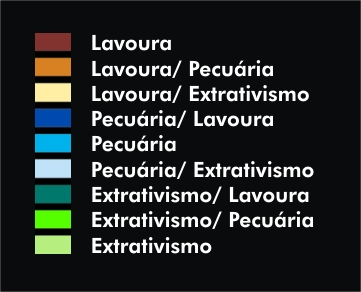 Lavoura
Lavoura/ Pecuária
Lavoura/ Extrativismo
Pecuária/ Lavoura
Pecuária
Pecuária/ Extrativismo
Extrativismo/ Lavoura
Extrativismo/ Pecuária
Extrativismo